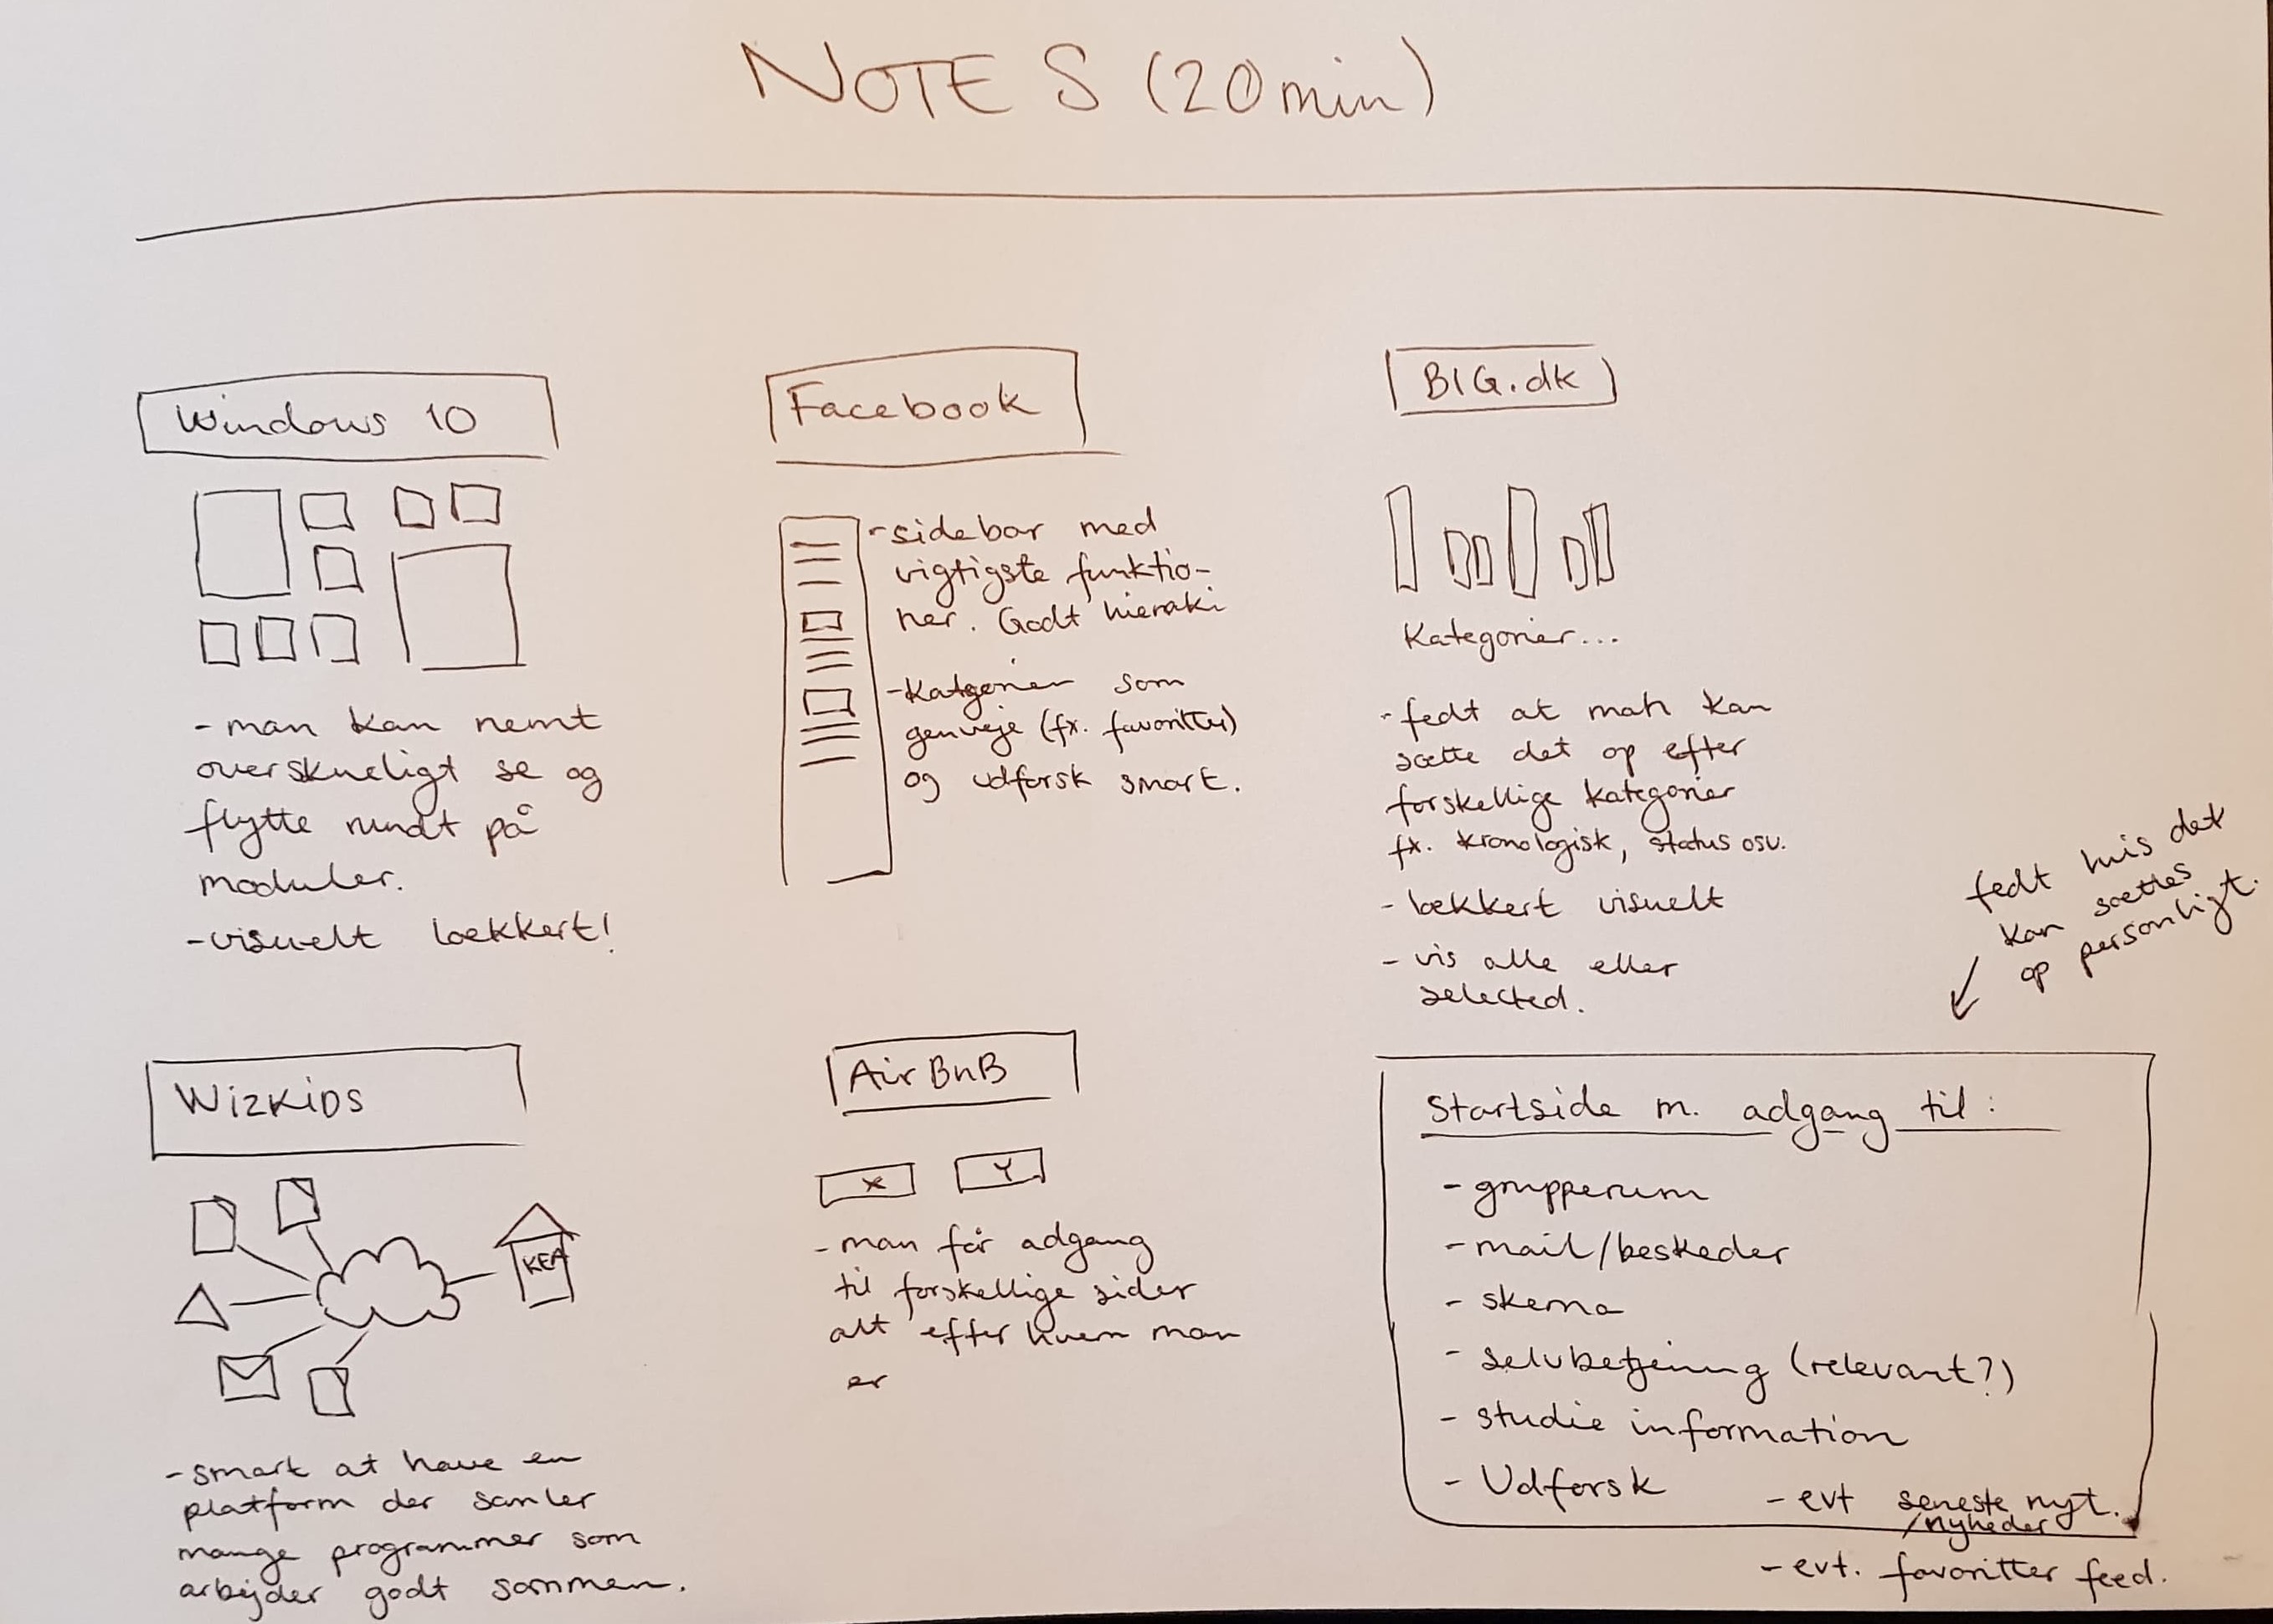 NOTES (20min)
Windows 10
- man kan nemt
overskueligt se og
flytte rundt på
moduler.
- visuelt lækkert!
Facebook
- sidebar med
vigtigste funktio-
ner. Godt hieraki
- Katgorier som
genveje (fx. favoritter)
og udforsk smart.
BIG.dk
Kategorier...
- fedt at man kan
sætte det op efter
forskellige kategorier
fx. kronologisk, status osv.
- lækkert visuelt
- vis alle eller
selected.
WIZKIDS
KEA
- smart at have en
platform der samler
mange programmer som
arbejder godt sammen.
AirBnB
X Y
- man får adgang
til forskellige sider
alt efter hvem man
er
fedt hvis det
kan sættes
op personligt.
Startside m. adgang til:
- grupperum
- mail/beskeder
- skema
- selvbetjening (relevant?)
- studie information
- Udforsk
- evt seneste nyt.
/nyheder
- evt. favoritter feed.